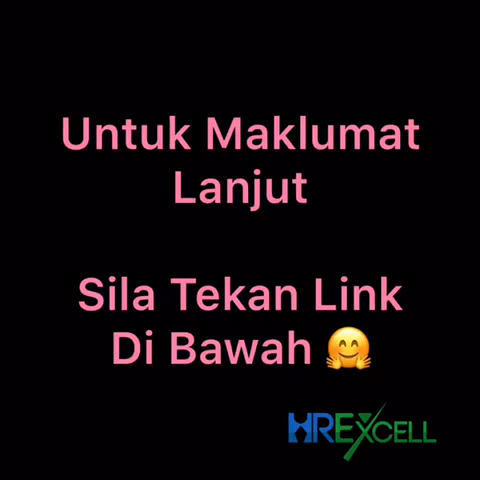 Untuk Maklumat
Lanjut
Sila Tekan Link
Di Bawah 🤗
HREXCELL